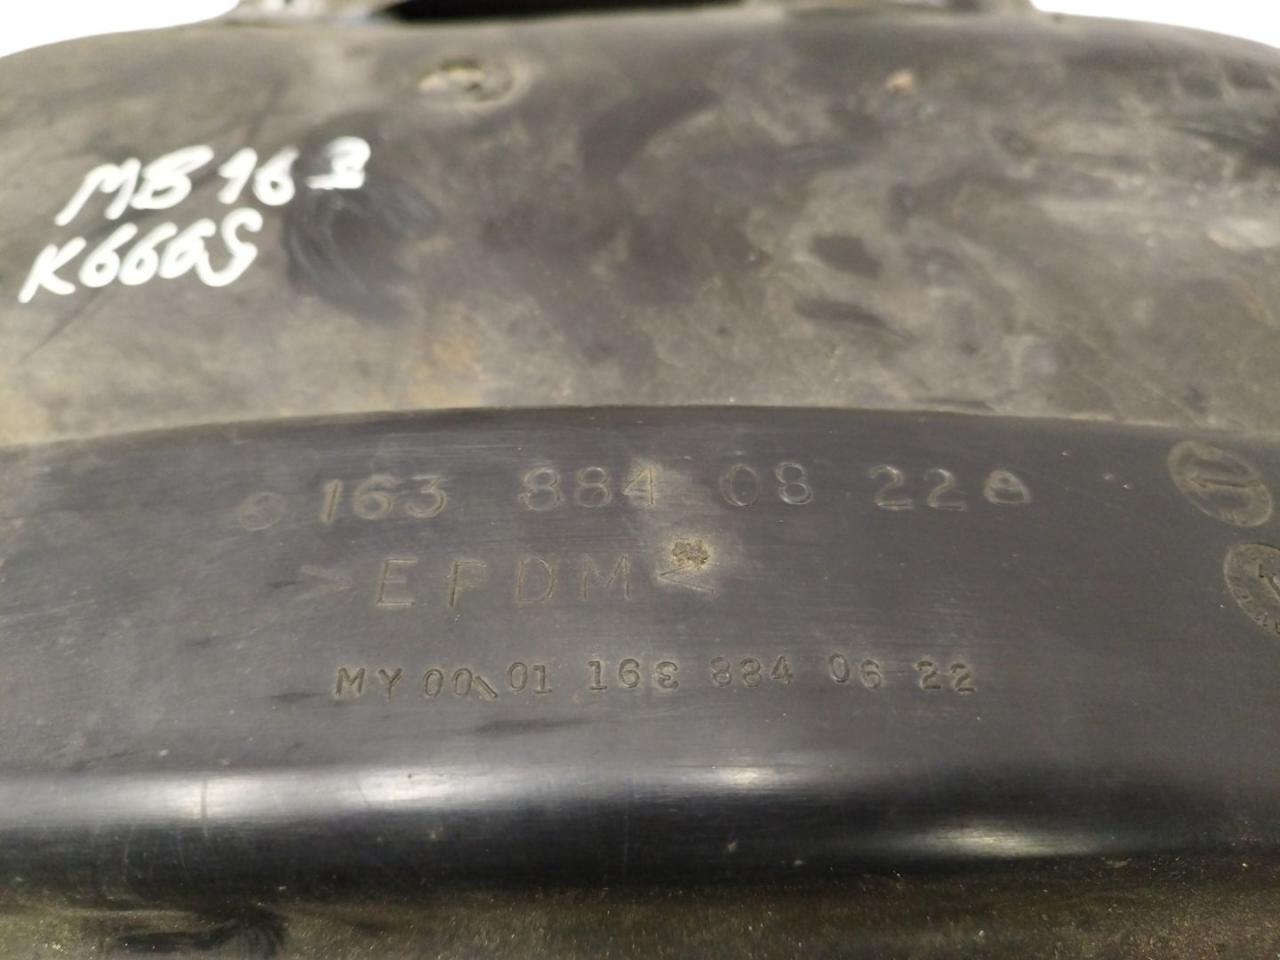 MB 163
K666S
163 884 08 22
>EPDM<
MY 00\01 163 884 06 22